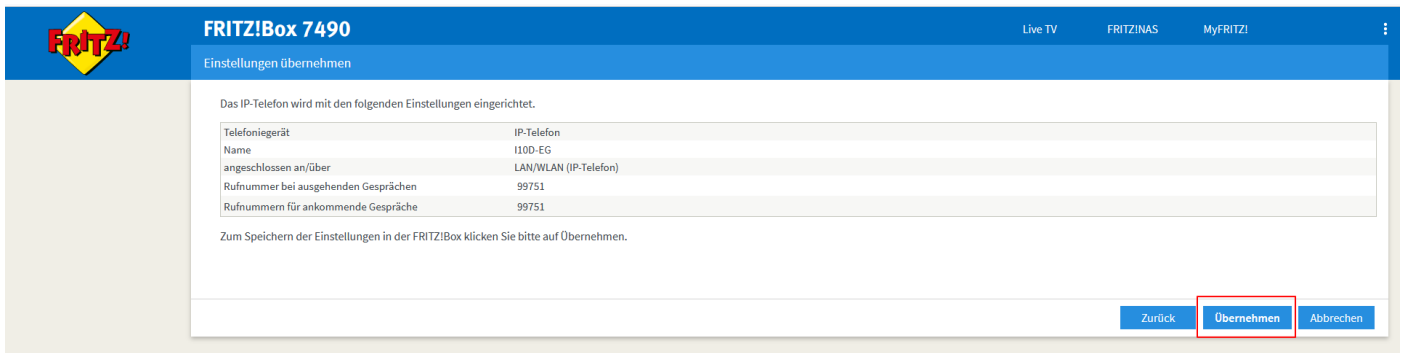 FRITZ!
FRITZ!Box 7490
Live TV FRITZ!NAS MyFRITZ!
Einstellungen übernehmen
Das IP-Telefon wird mit den folgenden Einstellungen eingerichtet.
Telefoniegerät IP-Telefon
Name I10D-EG
angeschlossen an/über LAN/WLAN (IP-Telefon)
Rufnummer bei ausgehenden Gesprächen 99751
Rufnummern für ankommende Gespräche 99751
Zum Speichern der Einstellungen in der FRITZ!Box klicken Sie bitte auf Übernehmen.
Zurück Übernehmen Abbrechen